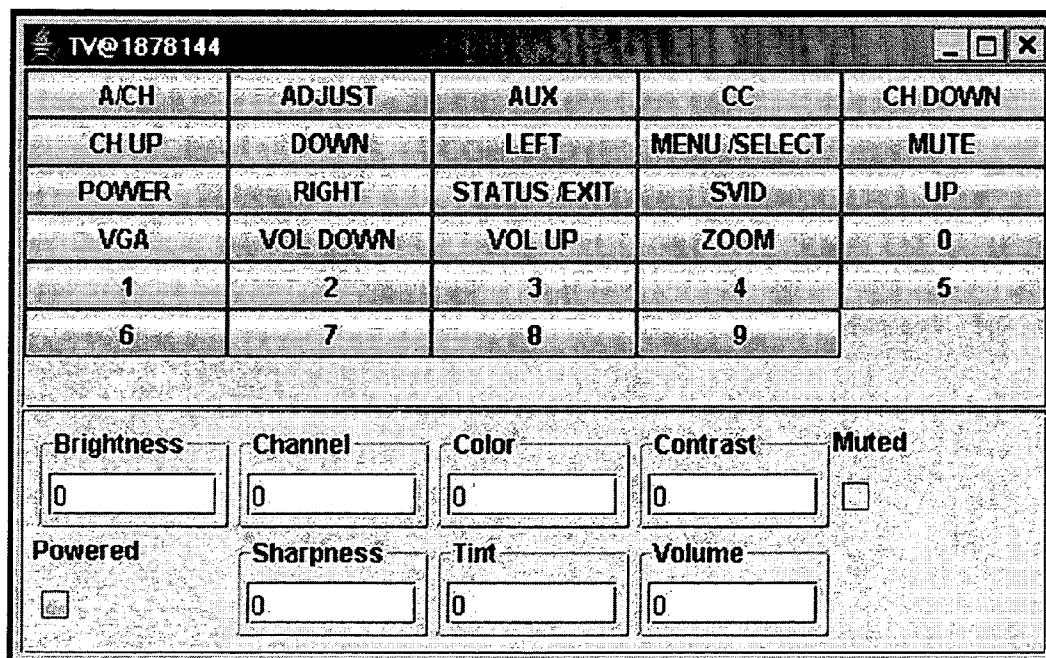 TV@1878144
A/CH ADJUST AUX CC CH DOWN
CH UP DOWN LEFT MENU /SELECT MUTE
POWER RIGHT STATUS /EXIT SVID UP
VGA VOL DOWN VOL UP ZOOM 0
1 2 3 4 5
6 7 8 9
Brightness Channel Color Contrast Muted
0 0 0 0
Powered Sharpness Tint Volume
0 0 0